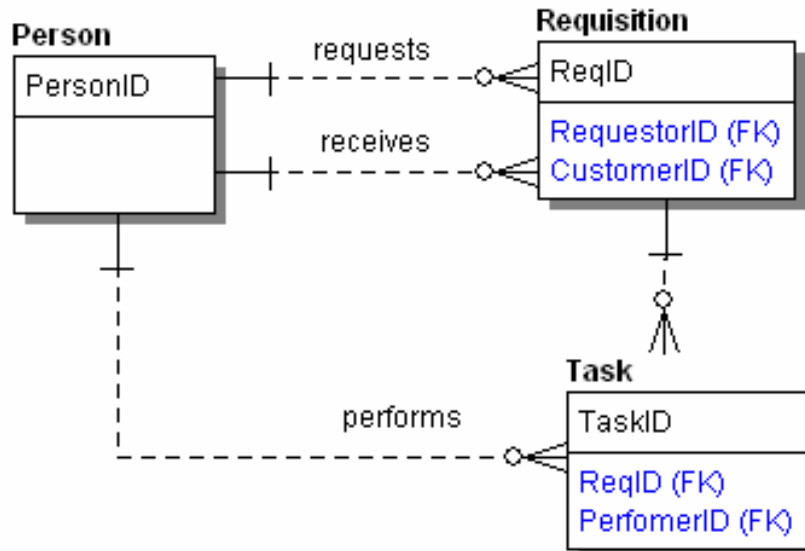 Person
PersonID
requests
receives
Requisition
ReqID
RequestorID (FK)
CustomerID (FK)
performs
Task
TaskID
ReqID (FK)
PerfomerID (FK)